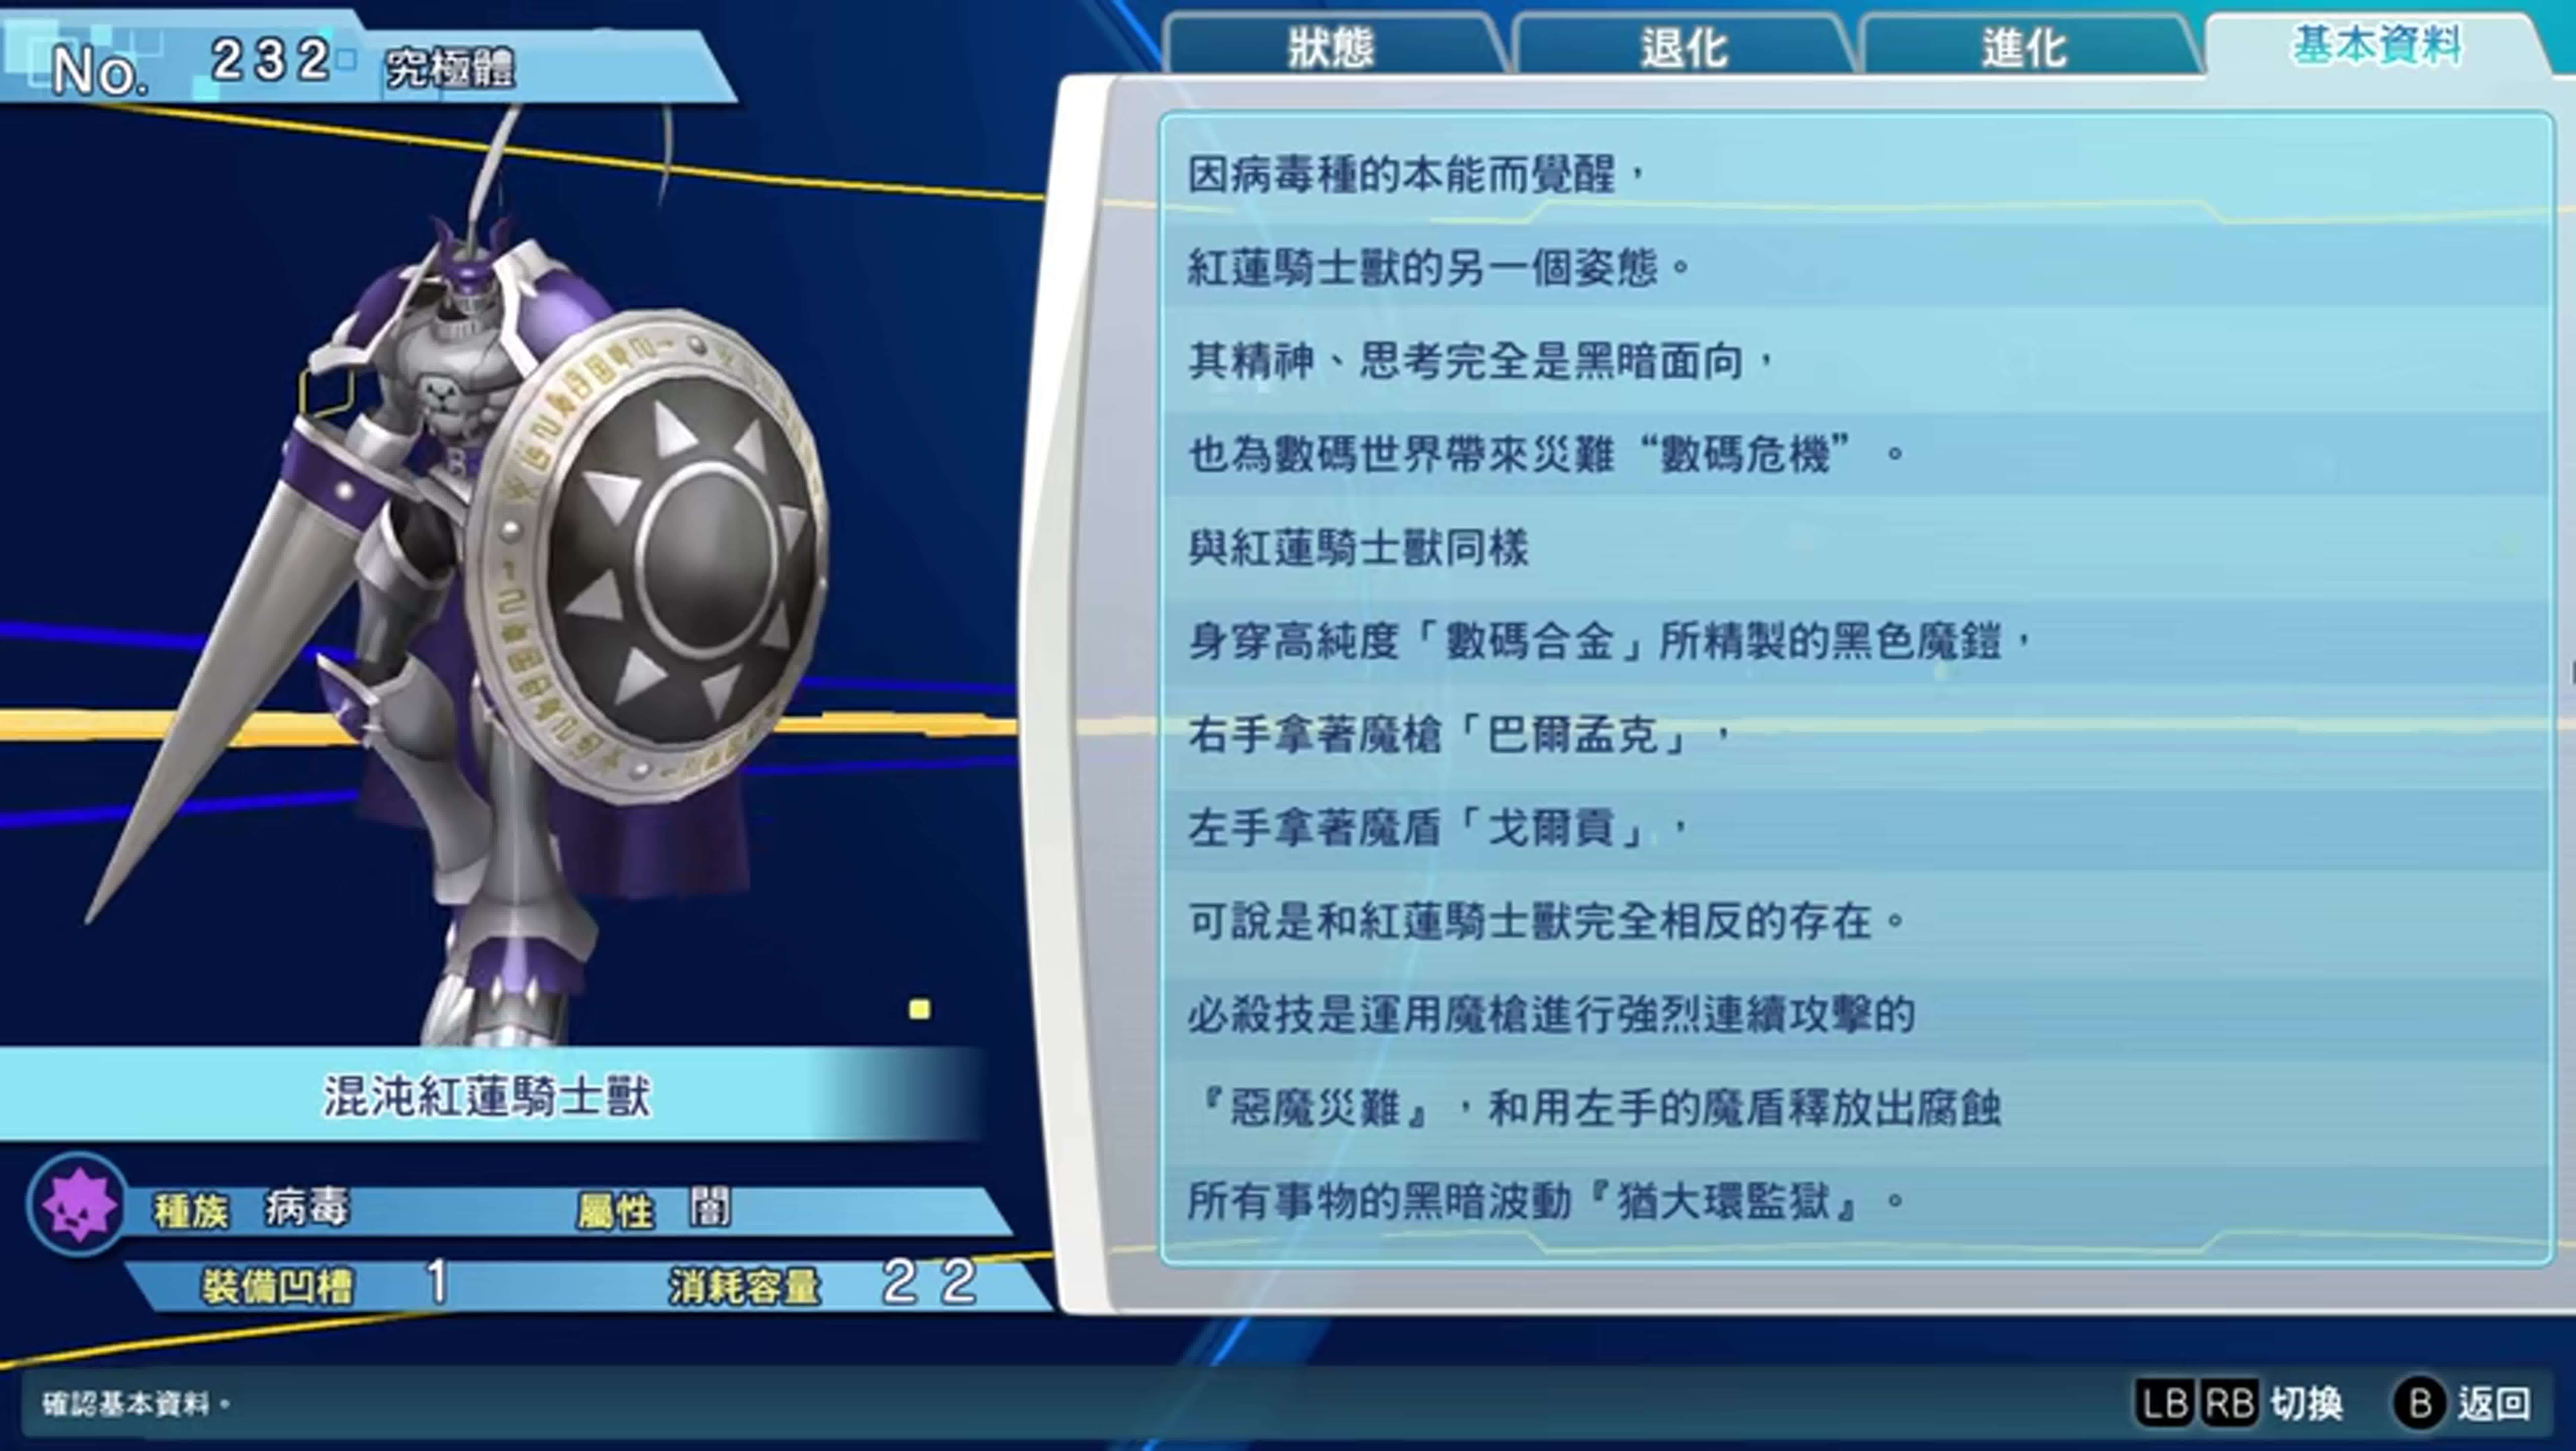 No. 232 究極體
狀態 退化 進化 基本資料
因病毒種的本能而覺醒，
紅蓮騎士獸的另一個姿態。
其精神、思考完全是黑暗面向，
也為數碼世界帶來災難“數碼危機”。
與紅蓮騎士獸同樣
身穿高純度「數碼合金」所精製的黑色魔鎧，
右手拿著魔槍「巴爾孟克」，
左手拿著魔盾「戈爾貢」，
可說是和紅蓮騎士獸完全相反的存在。
必殺技是運用魔槍進行強烈連續攻擊的
『惡魔災難』，和用左手的魔盾釋放出腐蝕
所有事物的黑暗波動『猶大環監獄』。
混沌紅蓮騎士獸
種族 病毒 屬性 闇
裝備凹槽 1 消耗容量 22
確認基本資料。
LB RB 切換 B 返回